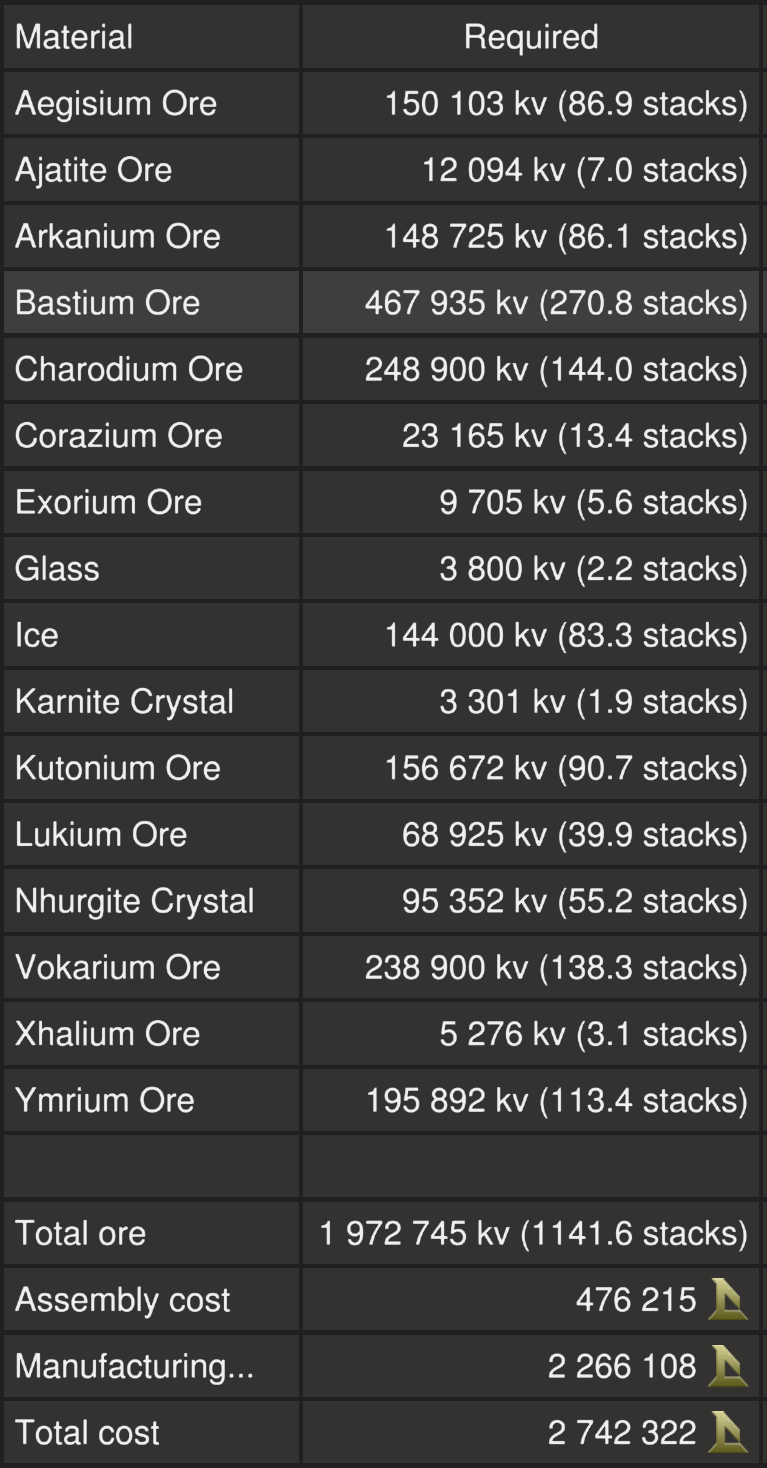 Material Required
Aegisium Ore 150 103 kv (86.9 stacks)
Ajatite Ore 12 094 kv (7.0 stacks)
Arkanium Ore 148 725 kv (86.1 stacks)
Bastium Ore 467 935 kv (270.8 stacks)
Charodium Ore 248 900 kv (144.0 stacks)
Corazium Ore 23 165 kv (13.4 stacks)
Exorium Ore 9 705 kv (5.6 stacks)
Glass 3 800 kv (2.2 stacks)
Ice 144 000 kv (83.3 stacks)
Karnite Crystal 3 301 kv (1.9 stacks)
Kutonium Ore 156 672 kv (90.7 stacks)
Lukium Ore 68 925 kv (39.9 stacks)
Nhurgite Crystal 95 352 kv (55.2 stacks)
Vokarium Ore 238 900 kv (138.3 stacks)
Xhalium Ore 5 276 kv (3.1 stacks)
Ymrium Ore 195 892 kv (113.4 stacks)
Total ore 1 972 745 kv (1141.6 stacks)
Assembly cost 476 215
Manufacturing... 2 266 108
Total cost 2 742 322